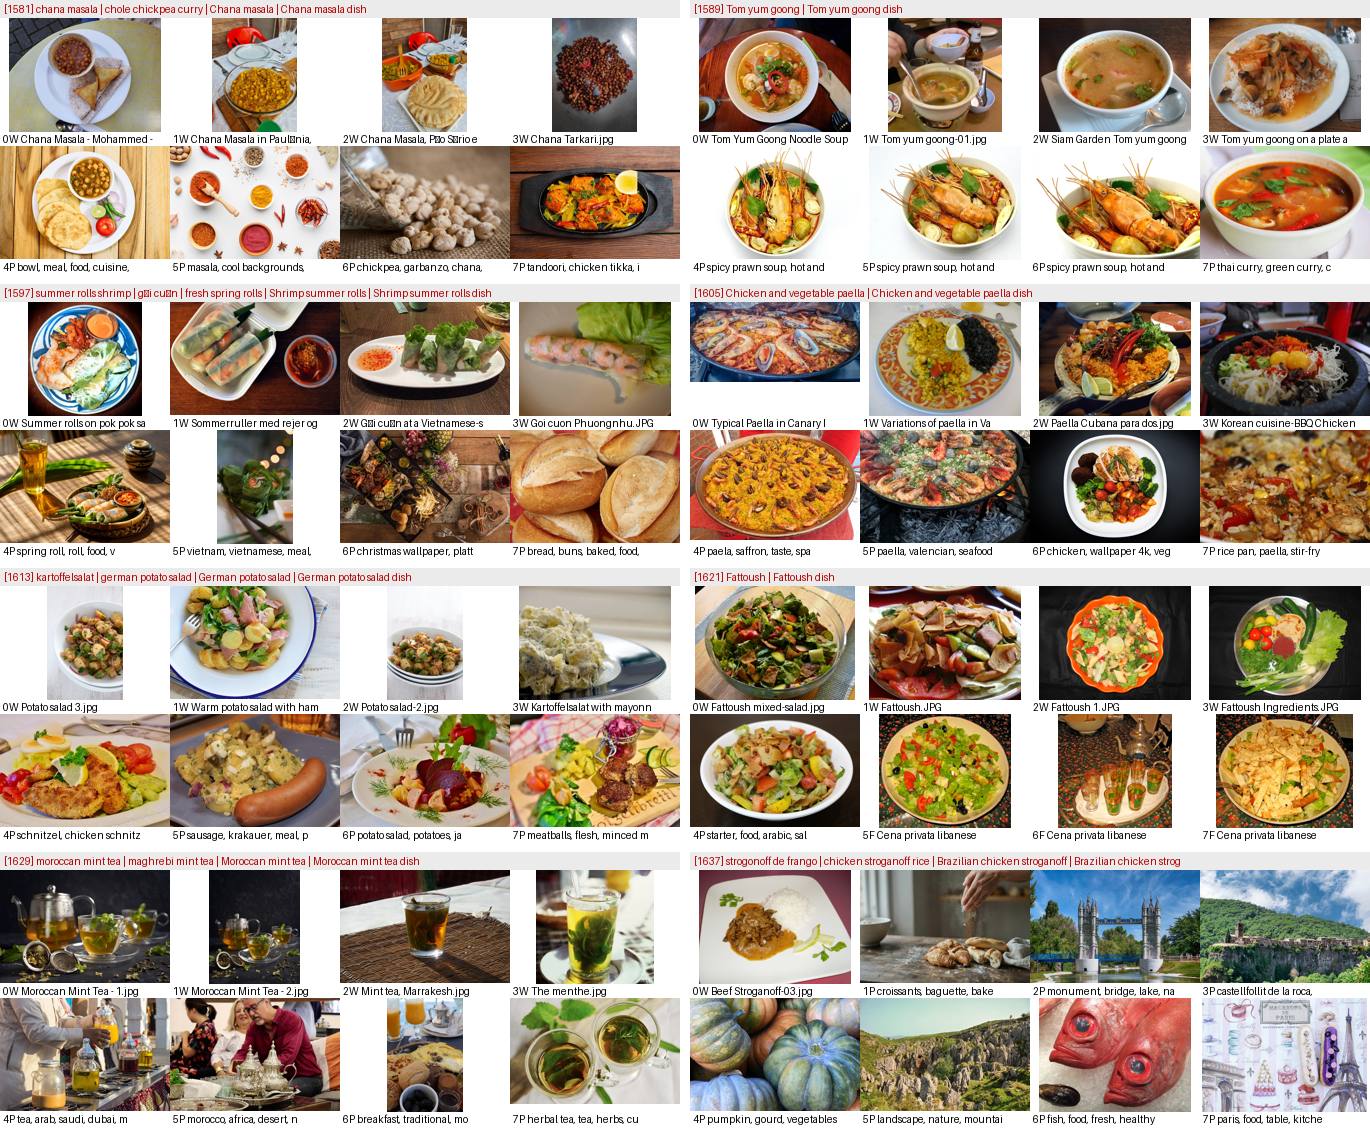 [1581] chana masala | chole chickpea curry | Chana masala | Chana masala dish
0W Chana Masala - Mohammed -
1W Chana Masala in Paul nia,
2W Chana Masala, P o S rio e
3W Chana Tarkari.jpg
4P bowl, meal, food, cuisine,
5P masala, cool backgrounds,
6P chickpea, garbanzo, chana,
7P tandoori, chicken tikka, i
[1589] Tom yum goong | Tom yum goong dish
0W Tom Yum Goong Noodle Soup
1W Tom yum goong-01.jpg
2W Siam Garden Tom yum goong
3W Tom yum goong on a plate a
4P spicy prawn soup, hot and
5P spicy prawn soup, hot and
6P spicy prawn soup, hot and
7P thai curry, green curry, c
[1597] summer rolls shrimp | g i cu n | fresh spring rolls | Shrimp summer rolls | Shrimp summer rolls dish
0W Summer rolls on pok pok sa
1W Sommerruller med rejer og
2W G i cu n at a Vietnamese-s
3W Goi cuon Phuongnhu.JPG
4P spring roll, roll, food, v
5P vietnam, vietnamese, meal,
6P christmas wallpaper, platt
7P bread, buns, baked, food,
[1605] Chicken and vegetable paella | Chicken and vegetable paella dish
0W Typical Paella in Canary I
1W Variations of paella in Va
2W Paella Cubana para dos.jpg
3W Korean cuisine-BBQ Chicken
4P paela, saffron, taste, spa
5P paella, valencian, seafood
6P chicken, wallpaper 4k, veg
7P rice pan, paella, stir-fry
[1613] kartoffelsalat | german potato salad | German potato salad | German potato salad dish
0W Potato salad 3.jpg
1W Warm potato salad with ham
2W Potato salad-2.jpg
3W Kartoffelsalat with mayonn
4P schnitzel, chicken schnitz
5P sausage, krakauer, meal, p
6P potato salad, potatoes, ja
7P meatballs, flesh, minced m
[1621] Fattoush | Fattoush dish
0W Fattoush mixed-salad.jpg
1W Fattoush.JPG
2W Fattoush 1.JPG
3W Fattoush Ingredients.JPG
4P starter, food, arabic, sal
5F Cena privata libanese
6F Cena privata libanese
7F Cena privata libanese
[1629] moroccan mint tea | maghrebi mint tea | Moroccan mint tea | Moroccan mint tea dish
0W Moroccan Mint Tea - 1.jpg
1W Moroccan Mint Tea - 2.jpg
2W Mint tea, Marrakesh.jpg
3W The menthe.jpg
4P tea, arab, saudi, dubai, m
5P morocco, africa, desert, n
6P breakfast, traditional, mo
7P herbal tea, tea, herbs, cu
[1637] strogonoff de frango | chicken stroganoff rice | Brazilian chicken stroganoff | Brazilian chicken strog
0W Beef Stroganoff-03.jpg
1P croissants, baguette, bake
2P monument, bridge, lake, na
3P castellfollit de la roca,
4P pumpkin, gourd, vegetables
5P landscape, nature, mountai
6P fish, food, fresh, healthy
7P paris, food, table, kitche